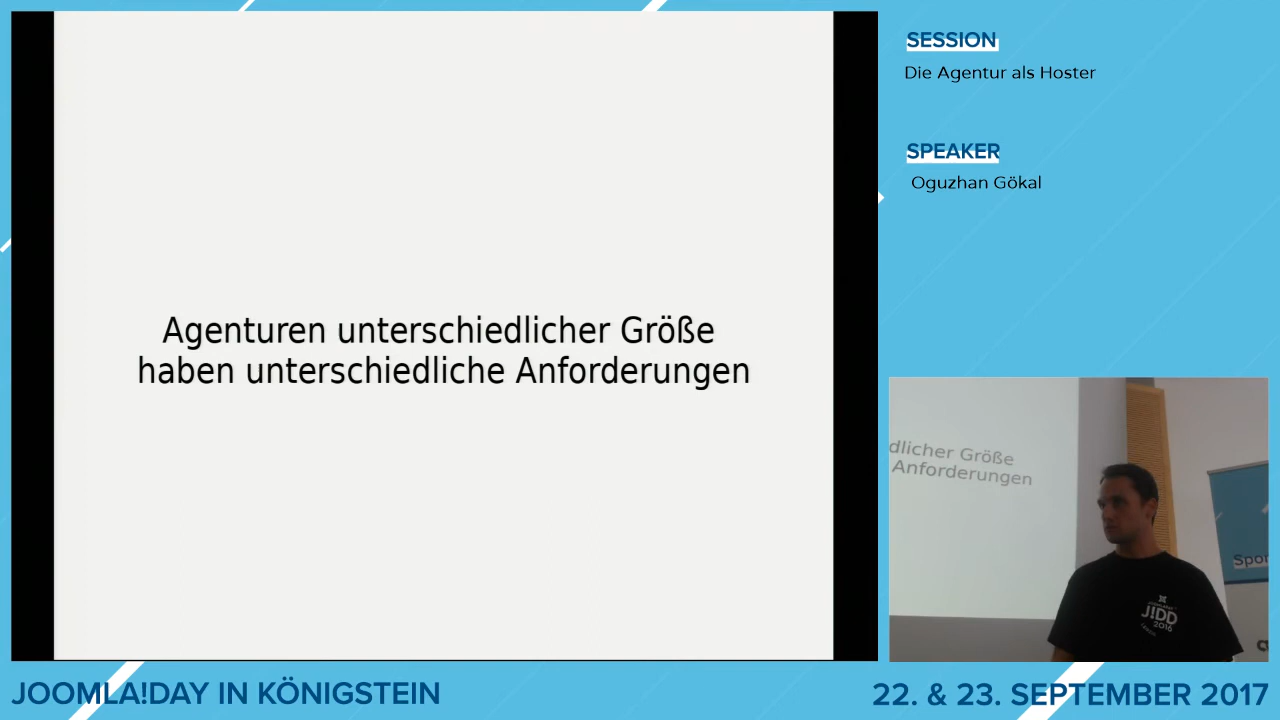 SESSION
Die Agentur als Hoster
SPEAKER
Oguzhan Gökal
Agenturen unterschiedlicher Größe
haben unterschiedliche Anforderungen
dlicher Größe
Anforderungen
Spor
J!DD
2016
JOOMLA!DAY IN KÖNIGSTEIN
22. & 23. SEPTEMBER 2017